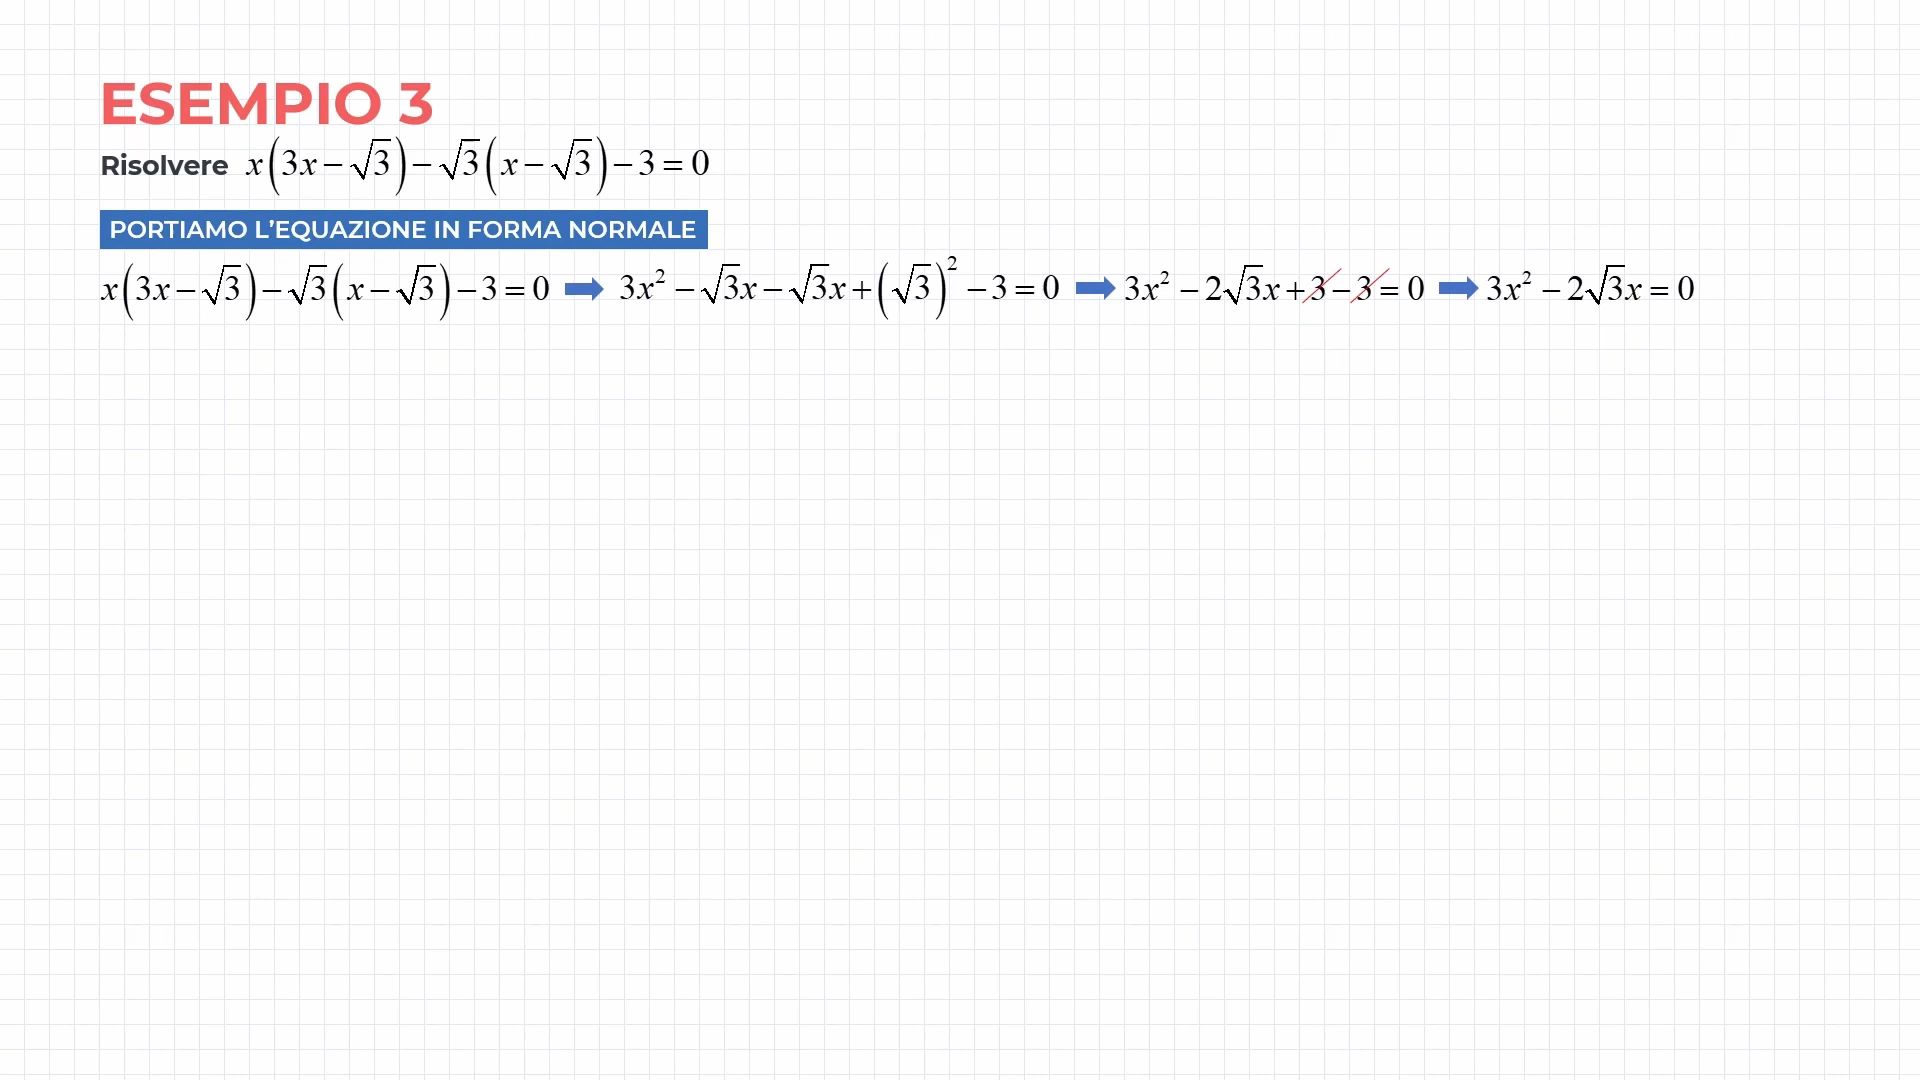 ESEMPIO 3
Risolvere x(3x − √3) − √3(x − √3) − 3 = 0
PORTIAMO L’EQUAZIONE IN FORMA NORMALE
x(3x − √3) − √3(x − √3) − 3 = 0 ➡ 3x² − √3x − √3x + (√3)² − 3 = 0 ➡ 3x² − 2√3x + 3 − 3 = 0 ➡ 3x² − 2√3x = 0